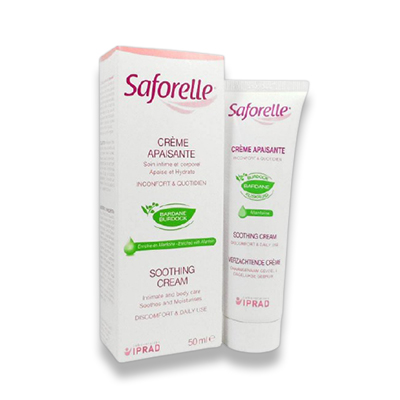 Saforelle
CRÈME
APAISANTE
Soin intime et corporel
Apaise et Hydrate
INCONFORT & QUOTIDIEN
BARDANE
BURDOCK
SOOTHING
CREAM
Intimate and body care
Soothes and Moisturises
DISCOMFORT & DAILY USE
IPRAD
50 ml e
Saforelle
CRÈME APAISANTE
INCONFORT & QUOTIDIEN
BURDOCK
BARDANE
SOOTHING CREAM
DISCOMFORT & DAILY USE
VERZACHTENDE CRÈME
IPRAD